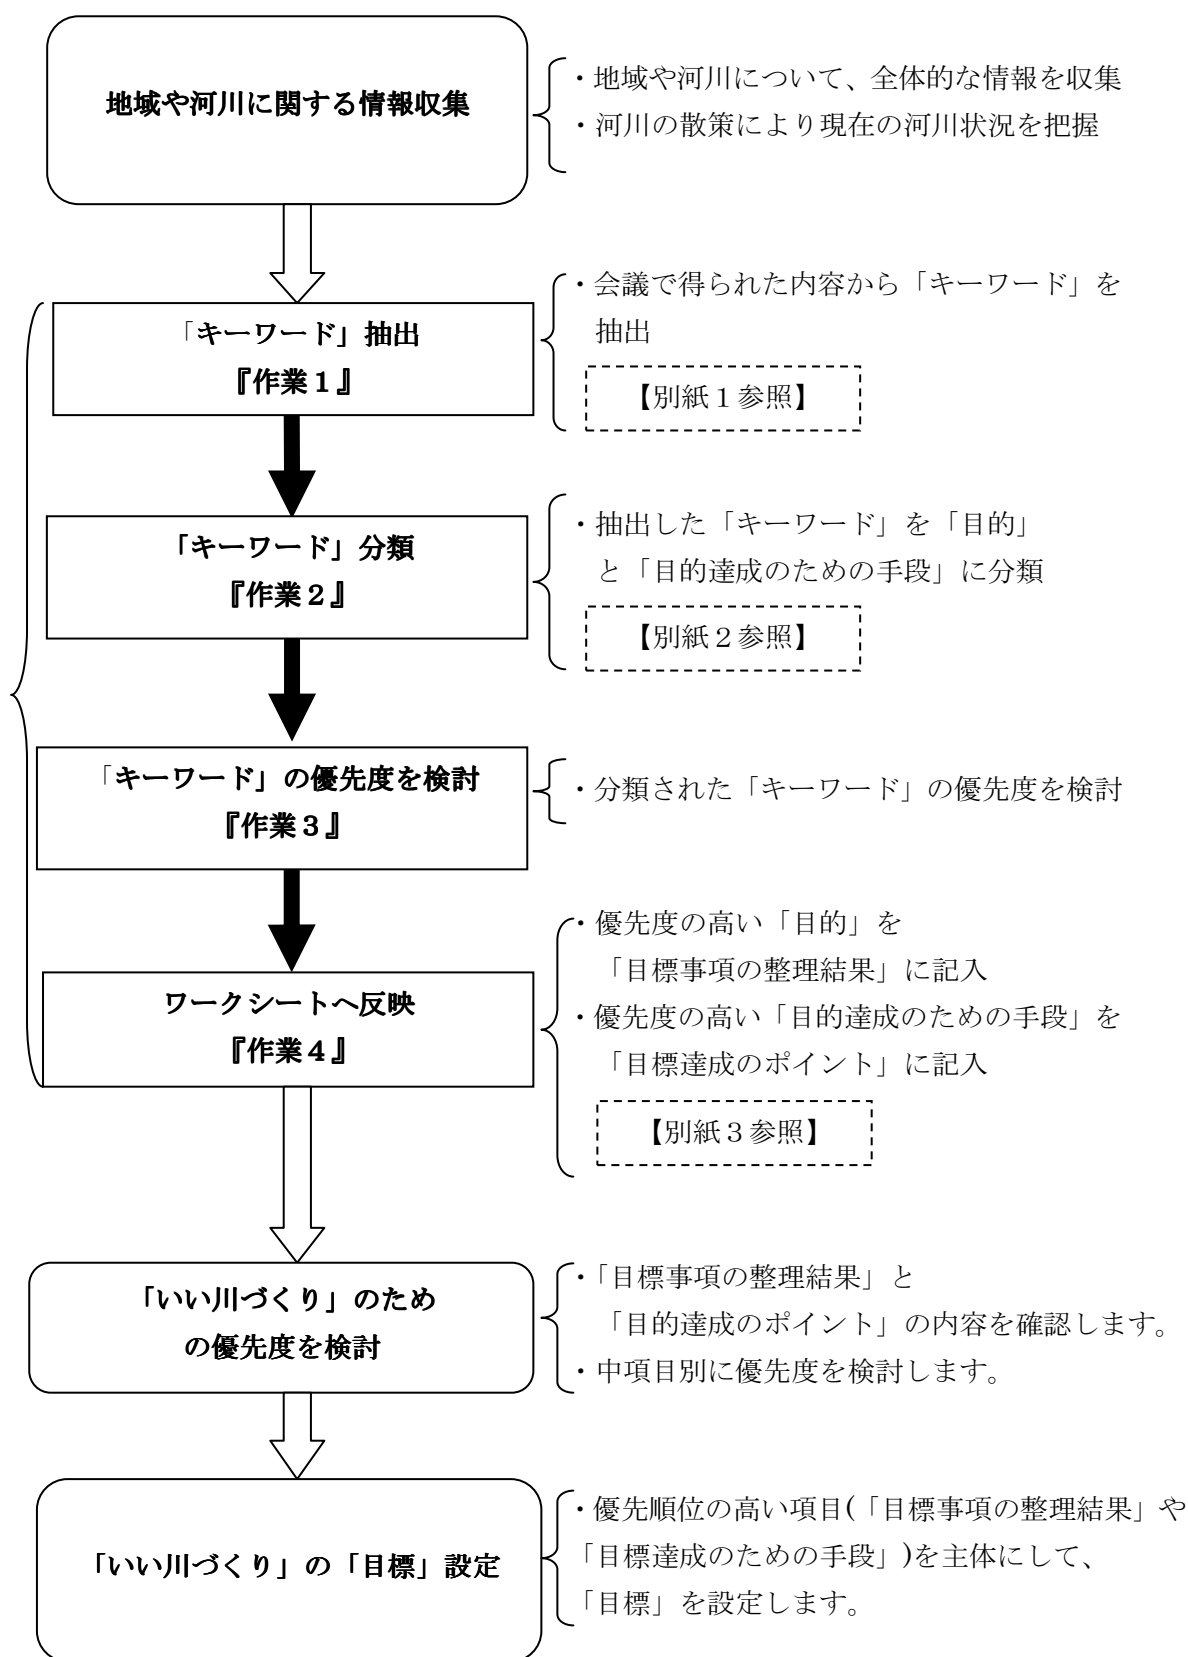 地域や河川に関する情報収集
・地域や河川について、全体的な情報を収集
・河川の散策により現在の河川状況を把握
「キーワード」抽出
『作業１』
・会議で得られた内容から「キーワード」を
抽出
【別紙１参照】
「キーワード」分類
『作業２』
・抽出した「キーワード」を「目的」
と「目的達成のための手段」に分類
【別紙２参照】
「キーワード」の優先度を検討
『作業３』
・分類された「キーワード」の優先度を検討
ワークシートへ反映
『作業４』
・優先度の高い「目的」を
「目標事項の整理結果」に記入
・優先度の高い「目的達成のための手段」を
「目標達成のポイント」に記入
【別紙３参照】
「いい川づくり」のため
の優先度を検討
・「目標事項の整理結果」と
「目的達成のポイント」の内容を確認します。
・中項目別に優先度を検討します。
「いい川づくり」の「目標」設定
・優先順位の高い項目(「目標事項の整理結果」や
「目標達成のための手段」)を主体にして、
「目標」を設定します。